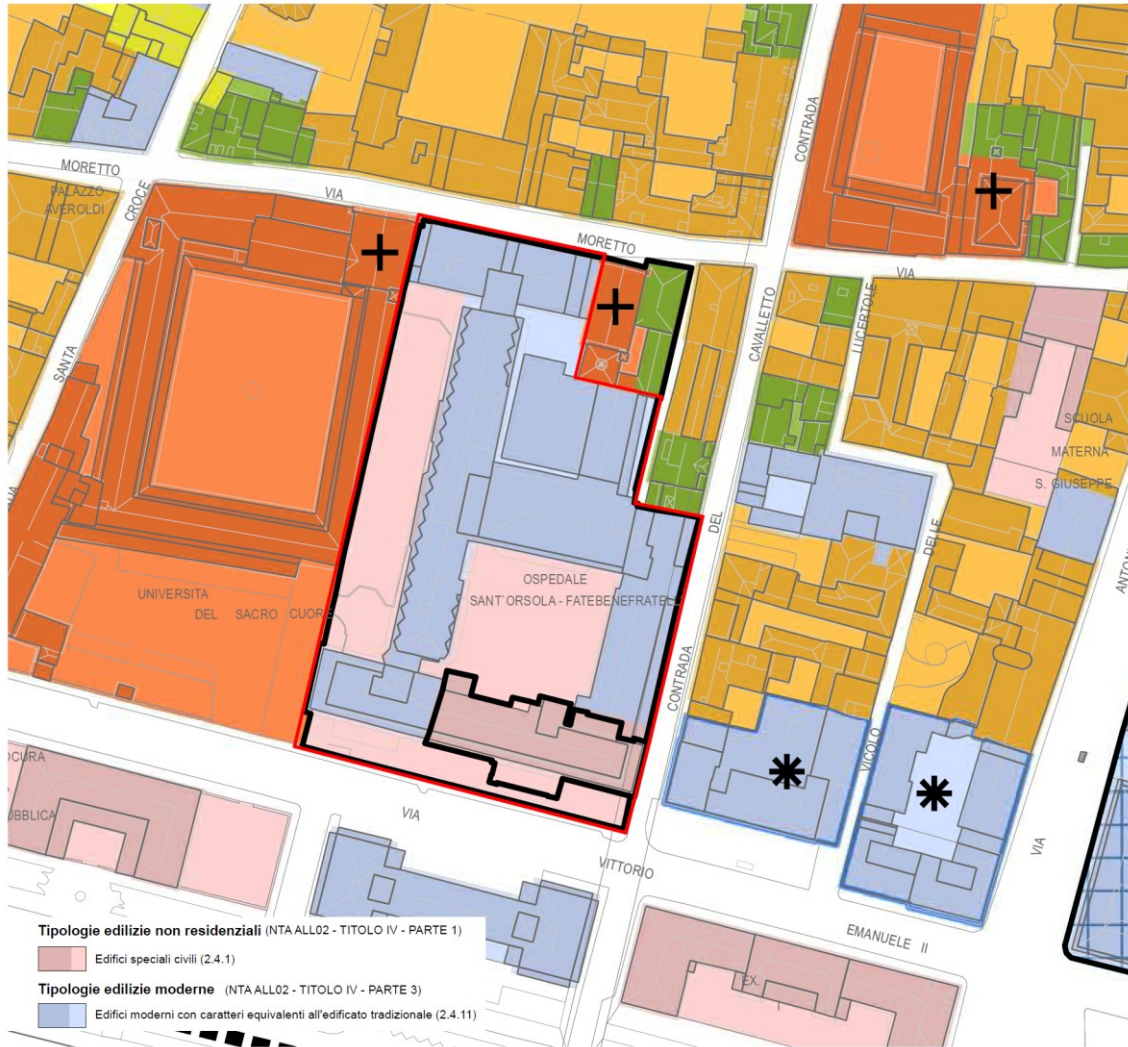 MORETTO
PALAZZO
AVEROLDI
SANTA
CROCE
VIA
MORETTO
CONTRADA
VIA
CAVALLETTO
LUCERTOLE
SCUOLA
MATERNA
S. GIUSEPPE
DEL
DELLE
ANTONI
OSPEDALE
SANT'ORSOLA - FATEBENEFRATELLI
UNIVERSITA
DEL SACRO CUORE
CONTRADA
VICOLO
VIA
OCURA
UBBLICA
VIA
VITTORIO
EMANUELE II
EX.
Tipologie edilizie non residenziali (NTA ALL02 - TITOLO IV - PARTE 1)
Edifici speciali civili (2.4.1)
Tipologie edilizie moderne (NTA ALL02 - TITOLO IV - PARTE 3)
Edifici moderni con caratteri equivalenti all'edificato tradizionale (2.4.11)